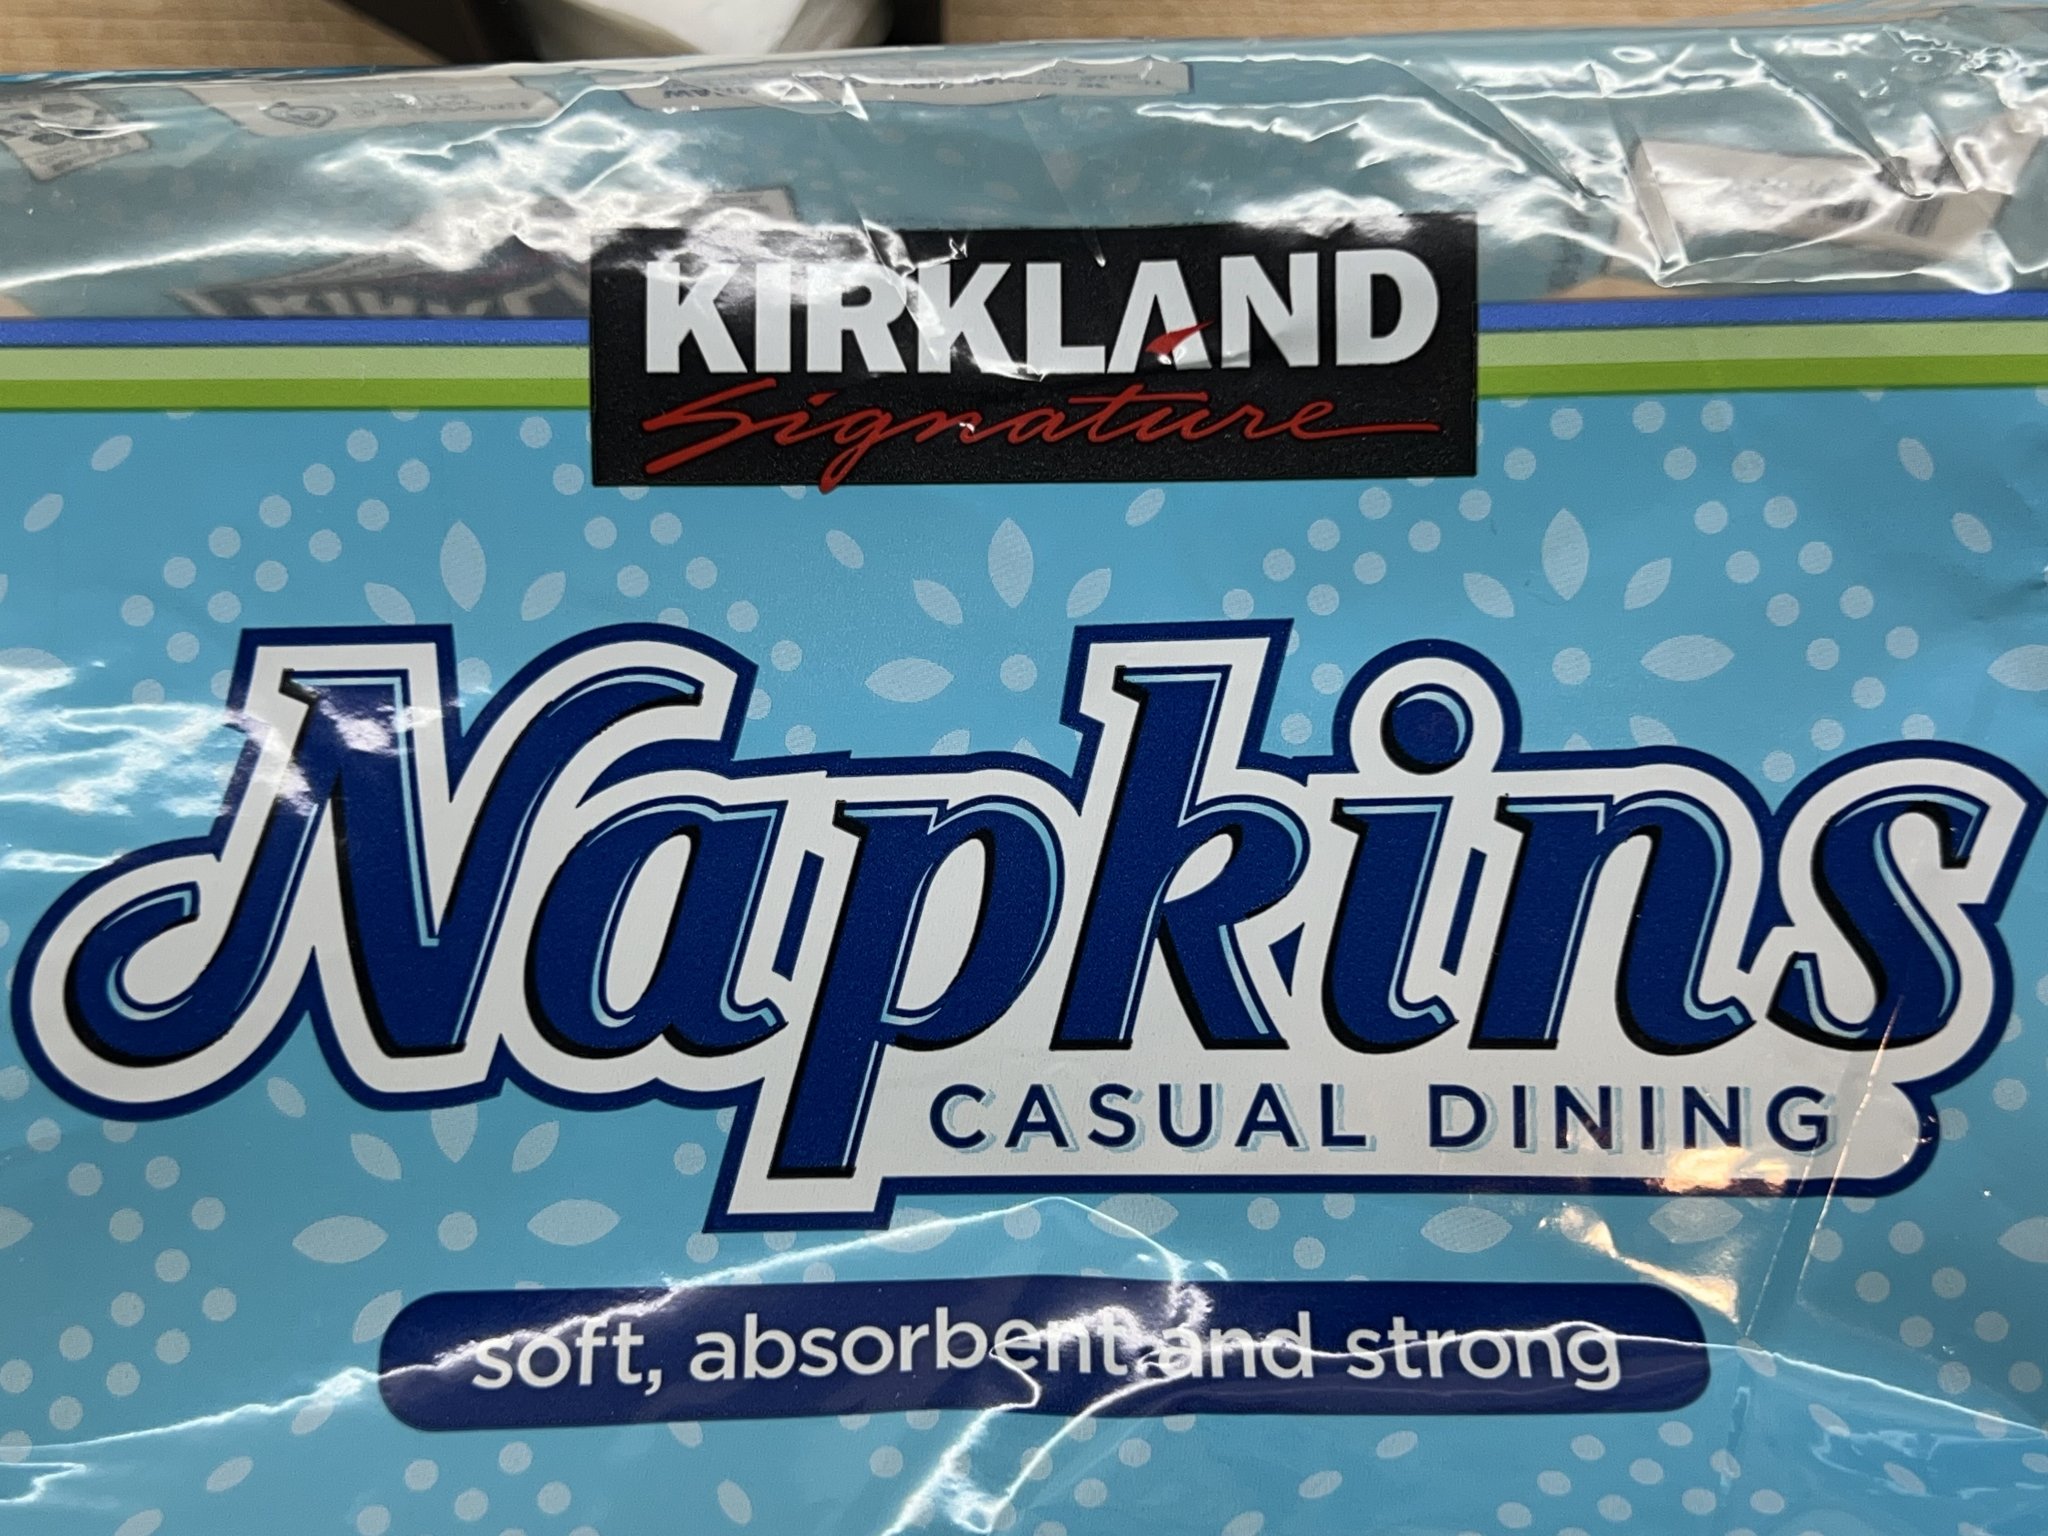 KIRKLAND
Signature
Napkins
CASUAL DINING
soft, absorbent and strong